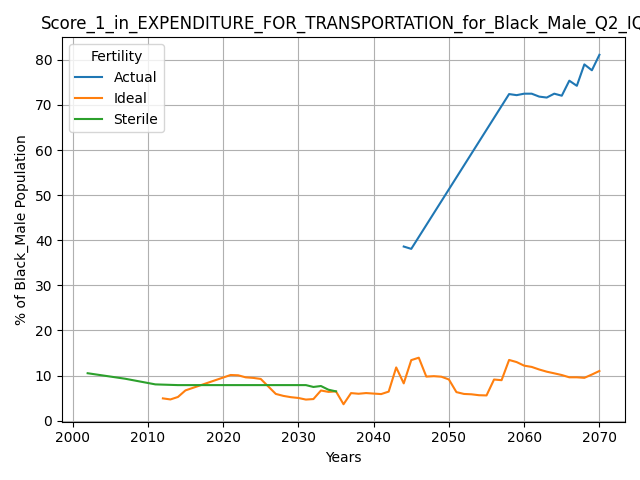 Score_1_in_EXPENDITURE_FOR_TRANSPORTATION_for_Black_Male_Q2_IQ
Fertility
Actual
Ideal
Sterile
% of Black_Male Population
80
70
60
50
40
30
20
10
0
2000 2010 2020 2030 2040 2050 2060 2070
Years